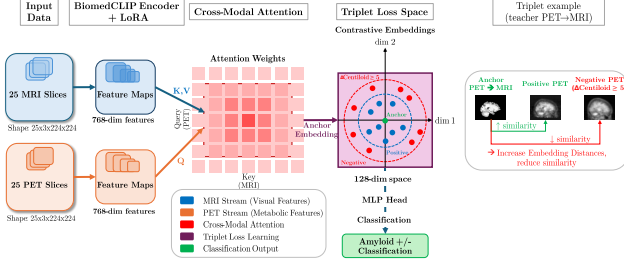 Input
Data
BiomedCLIP Encoder
+ LoRA
Cross-Modal Attention
Triplet Loss Space
Triplet example
(teacher PET→MRI)
Contrastive Embeddings
dim 2
Attention Weights
25 MRI Slices
Feature Maps
Shape: 25x3x224x224
768-dim features
K,V
Query
(PET)
Q
Key
(MRI)
25 PET Slices
Feature Maps
Shape: 25x3x224x224
768-dim features
Anchor
Embedding
ΔCentiloid ≥ 5
Anchor
Positive
Negative
dim 1
128-dim space
MLP Head
Classification
Amyloid +/-
Classification
MRI Stream (Visual Features)
PET Stream (Metabolic Features)
Cross-Modal Attention
Triplet Loss Learning
Classification Output
Anchor
PET → MRI
Positive PET
Negative PET
(ΔCentiloid ≥ 5)
↑ similarity
↓ similarity
→ Increase Embedding Distances,
reduce similarity